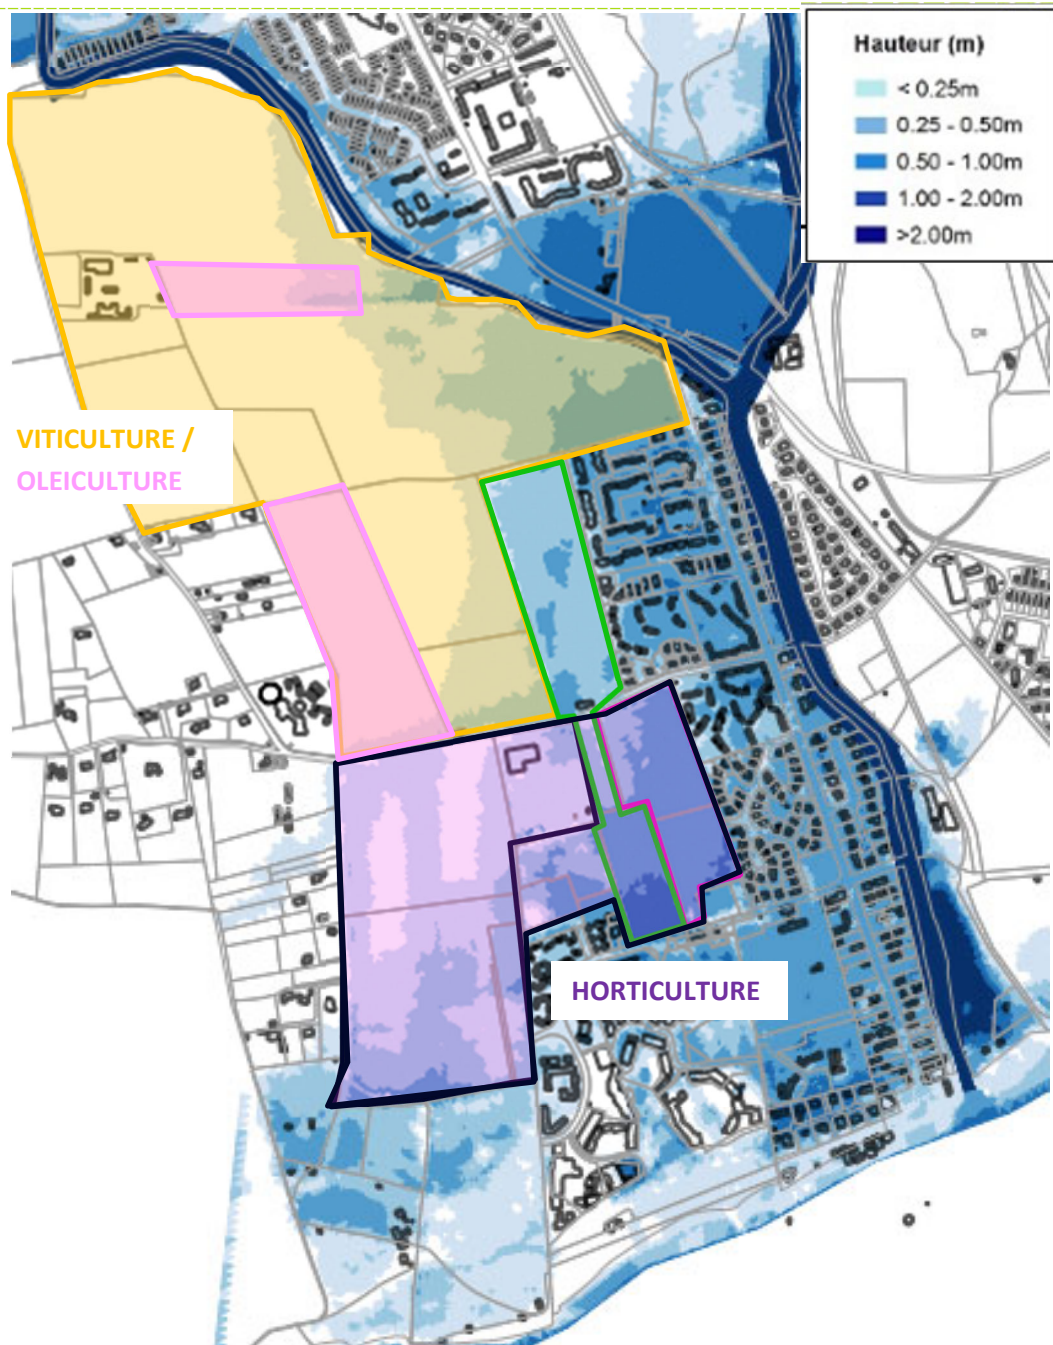 Hauteur (m)
< 0.25m
0.25 - 0.50m
0.50 - 1.00m
1.00 - 2.00m
>2.00m
VITICULTURE /
OLEICULTURE
HORTICULTURE